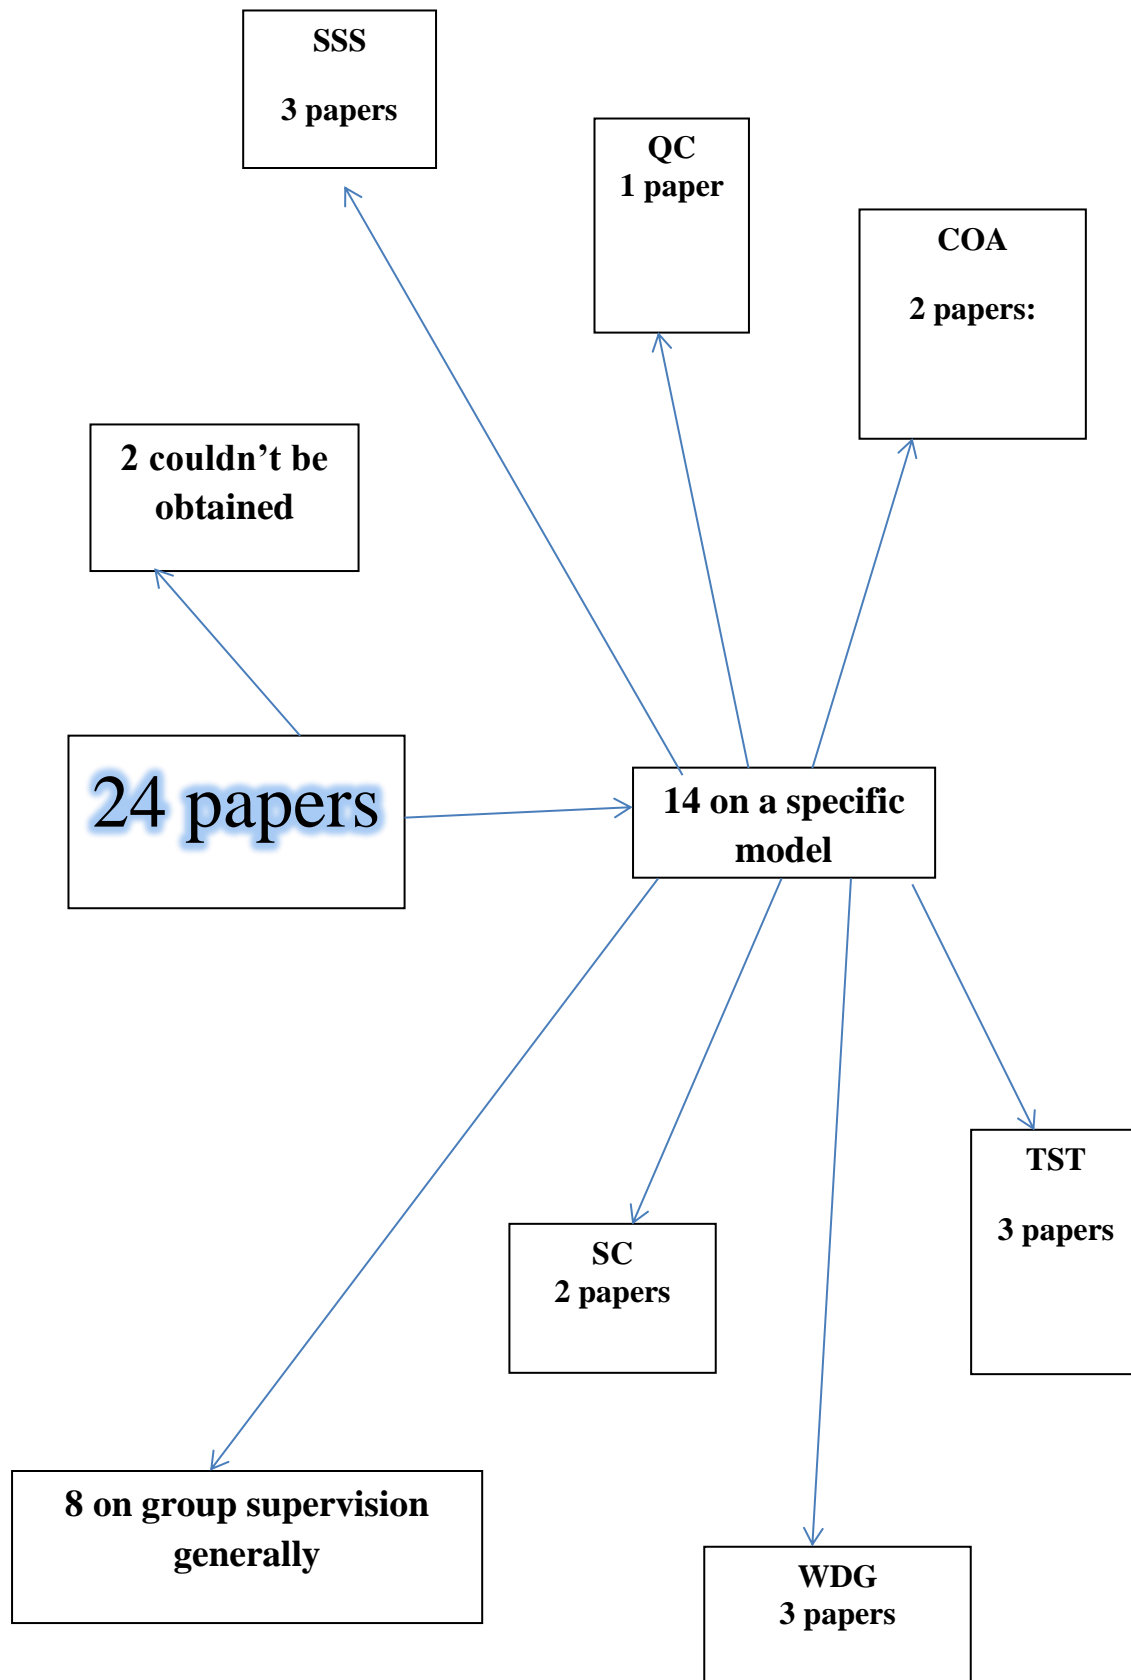 SSS
3 papers
QC
1 paper
COA
2 papers:
2 couldn’t be
obtained
24 papers
14 on a specific
model
TST
3 papers
SC
2 papers
8 on group supervision
generally
WDG
3 papers